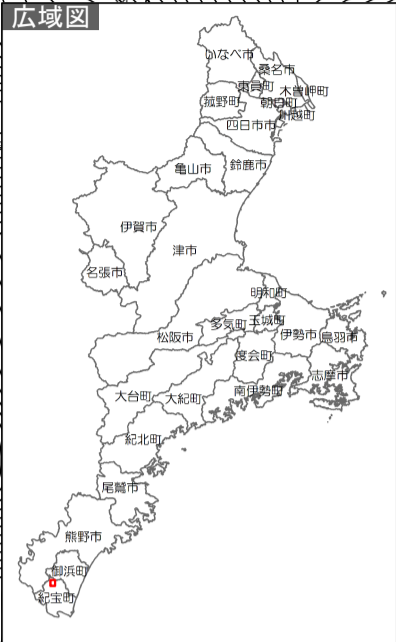 広域図
いなべ市
桑名市
東員町
木曽岬町
菰野町
朝日町
川越町
四日市市
亀山市
鈴鹿市
伊賀市
津市
名張市
明和町
多気町
玉城町
松阪市
伊勢市
鳥羽市
度会町
志摩市
大台町
大紀町
南伊勢町
紀北町
尾鷲市
熊野市
御浜町
紀宝町